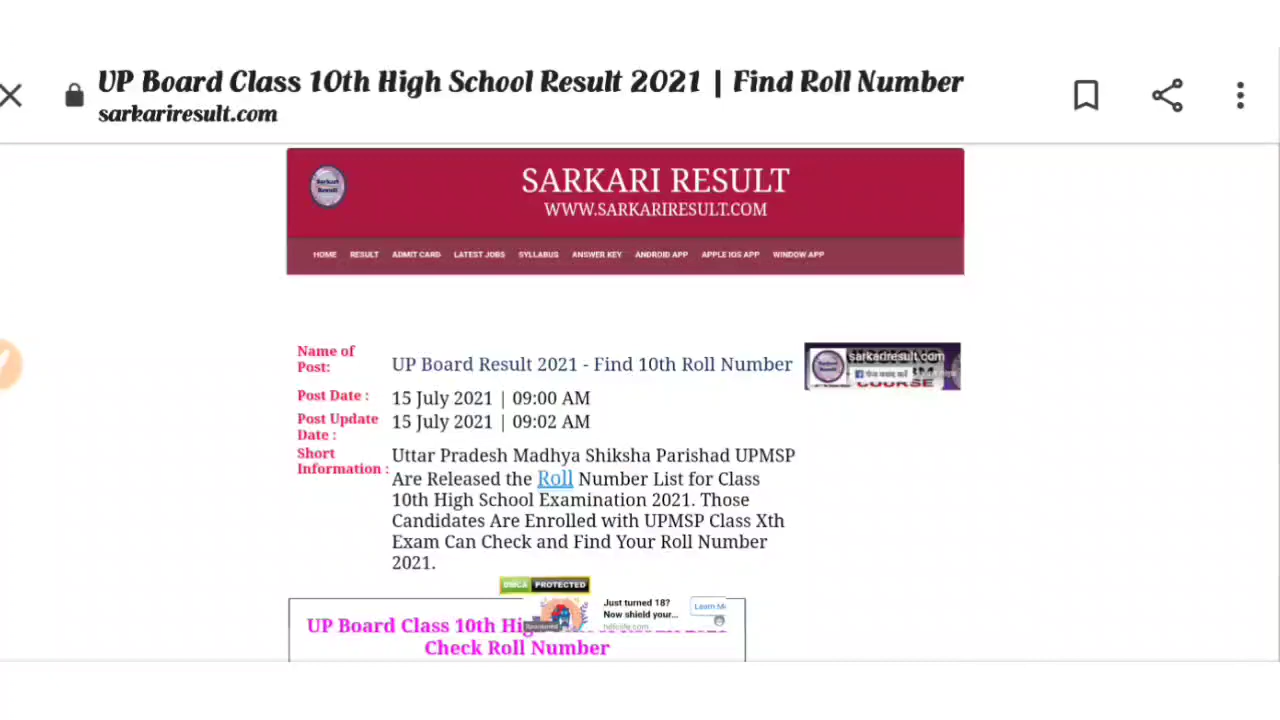 UP Board Class 10th High School Result 2021 | Find Roll Number
sarkariresult.com
Sarkari
Result
SARKARI RESULT
WWW.SARKARIRESULT.COM
HOME RESULT ADMIT CARD LATEST JOBS SYLLABUS ANSWER KEY ANDROID APP APPLE IOS APP WINDOW APP
Name of
Post:
UP Board Result 2021 - Find 10th Roll Number
sarkariresult.com
COURSE
Post Date :
15 July 2021 | 09:00 AM
Post Update
Date :
15 July 2021 | 09:02 AM
Short
Information :
Uttar Pradesh Madhya Shiksha Parishad UPMSP
Are Released the Roll Number List for Class
10th High School Examination 2021. Those
Candidates Are Enrolled with UPMSP Class Xth
Exam Can Check and Find Your Roll Number
2021.
DMCA PROTECTED
Just turned 18?
Now shield your...
Learn M
Sponsored
UP Board Class 10th Hig
Check Roll Number